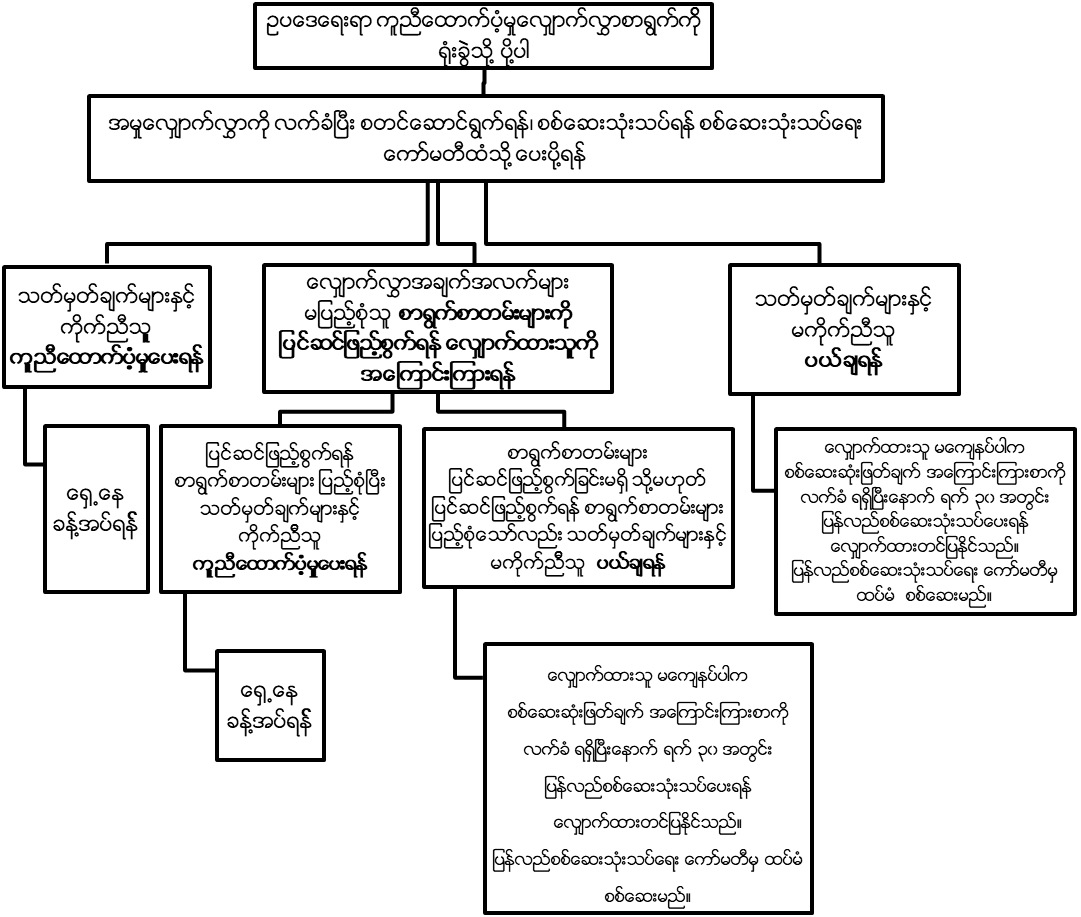 ဥပဒေရေးရာ ကူညီထောက်ပံ့မှုလျှောက်လွှာစာရွက်ကို
ရုံးခွဲသို့ ပို့ပါ
အမှုလျှောက်လွှာကို လက်ခံပြီး စတင်ဆောင်ရွက်ရန်၊ စစ်ဆေးသုံးသပ်ရန် စစ်ဆေးသုံးသပ်ရေး
ကော်မတီထံသို့ ပေးပို့ရန်
သတ်မှတ်ချက်များနှင့်
ကိုက်ညီသူ
ကူညီထောက်ပံ့မှုပေးရန်
လျှောက်လွှာအချက်အလက်များ
မပြည့်စုံသူ စာရွက်စာတမ်းများကို
ပြင်ဆင်ဖြည့်စွက်ရန် လျှောက်ထားသူကို
အကြောင်းကြားရန်
သတ်မှတ်ချက်များနှင့်
မကိုက်ညီသူ
ပယ်ချရန်
ရှေ့နေ
ခန့်အပ်ရန်
ပြင်ဆင်ဖြည့်စွက်ရန်
စာရွက်စာတမ်းများ ပြည့်စုံပြီး
သတ်မှတ်ချက်များနှင့်
ကိုက်ညီသူ
ကူညီထောက်ပံ့မှုပေးရန်
စာရွက်စာတမ်းများ
ပြင်ဆင်ဖြည့်စွက်ခြင်းမရှိ သို့မဟုတ်
ပြင်ဆင်ဖြည့်စွက်ရန် စာရွက်စာတမ်းများ
ပြည့်စုံသော်လည်း သတ်မှတ်ချက်များနှင့်
မကိုက်ညီသူ ပယ်ချရန်
လျှောက်ထားသူ မကျေနပ်ပါက
စစ်ဆေးဆုံးဖြတ်ချက် အကြောင်းကြားစာကို
လက်ခံ ရရှိပြီးနောက် ရက် ၃၀ အတွင်း
ပြန်လည်စစ်ဆေးသုံးသပ်ပေးရန်
လျှောက်ထားတင်ပြနိုင်သည်။
ပြန်လည်စစ်ဆေးသုံးသပ်ရေး ကော်မတီမှ
ထပ်မံ စစ်ဆေးမည်။
ရှေ့နေ
ခန့်အပ်ရန်
လျှောက်ထားသူ မကျေနပ်ပါက
စစ်ဆေးဆုံးဖြတ်ချက် အကြောင်းကြားစာကို
လက်ခံ ရရှိပြီးနောက် ရက် ၃၀ အတွင်း
ပြန်လည်စစ်ဆေးသုံးသပ်ပေးရန်
လျှောက်ထားတင်ပြနိုင်သည်။
ပြန်လည်စစ်ဆေးသုံးသပ်ရေး ကော်မတီမှ ထပ်မံ
စစ်ဆေးမည်။